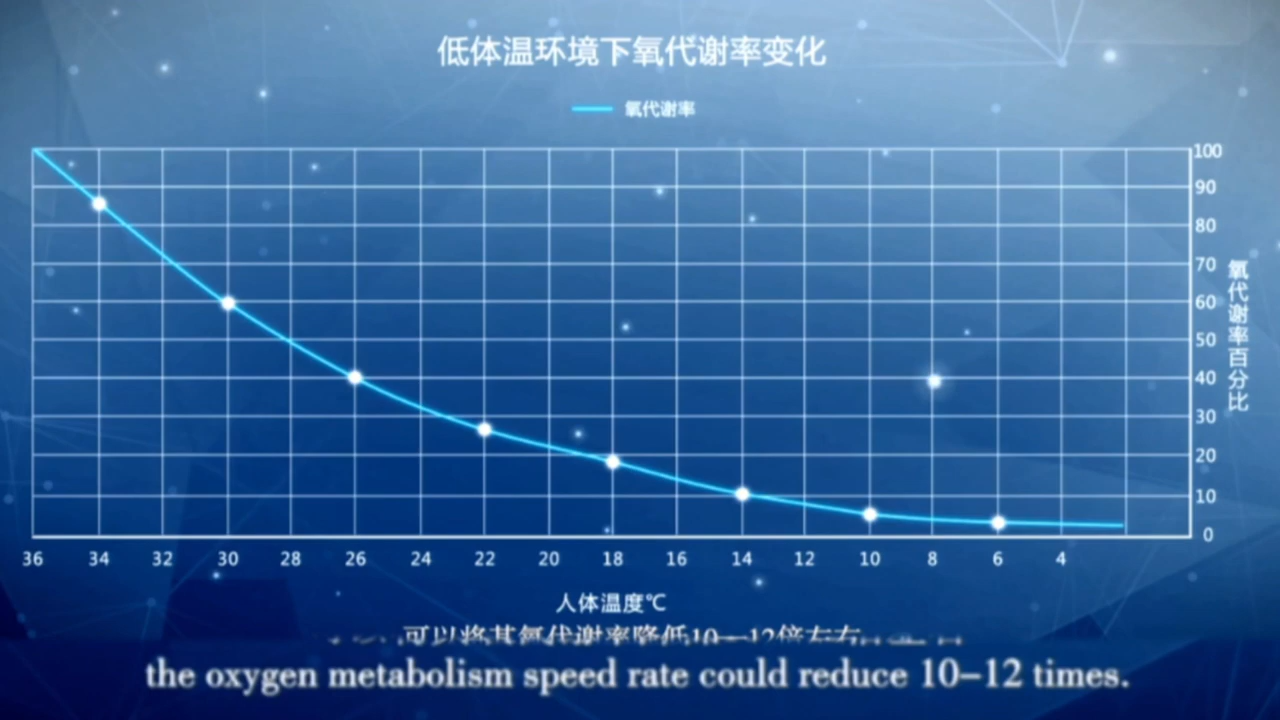 低体温环境下氧代谢率变化
氧代谢率
100
90
80
70
60
50
40
30
20
10
0
氧代谢率百分比
36 34 32 30 28 26 24 22 20 18 16 14 12 10 8 6 4
人体温度℃
可以将其氧代谢率降低10—12倍左右
the oxygen metabolism speed rate could reduce 10–12 times.